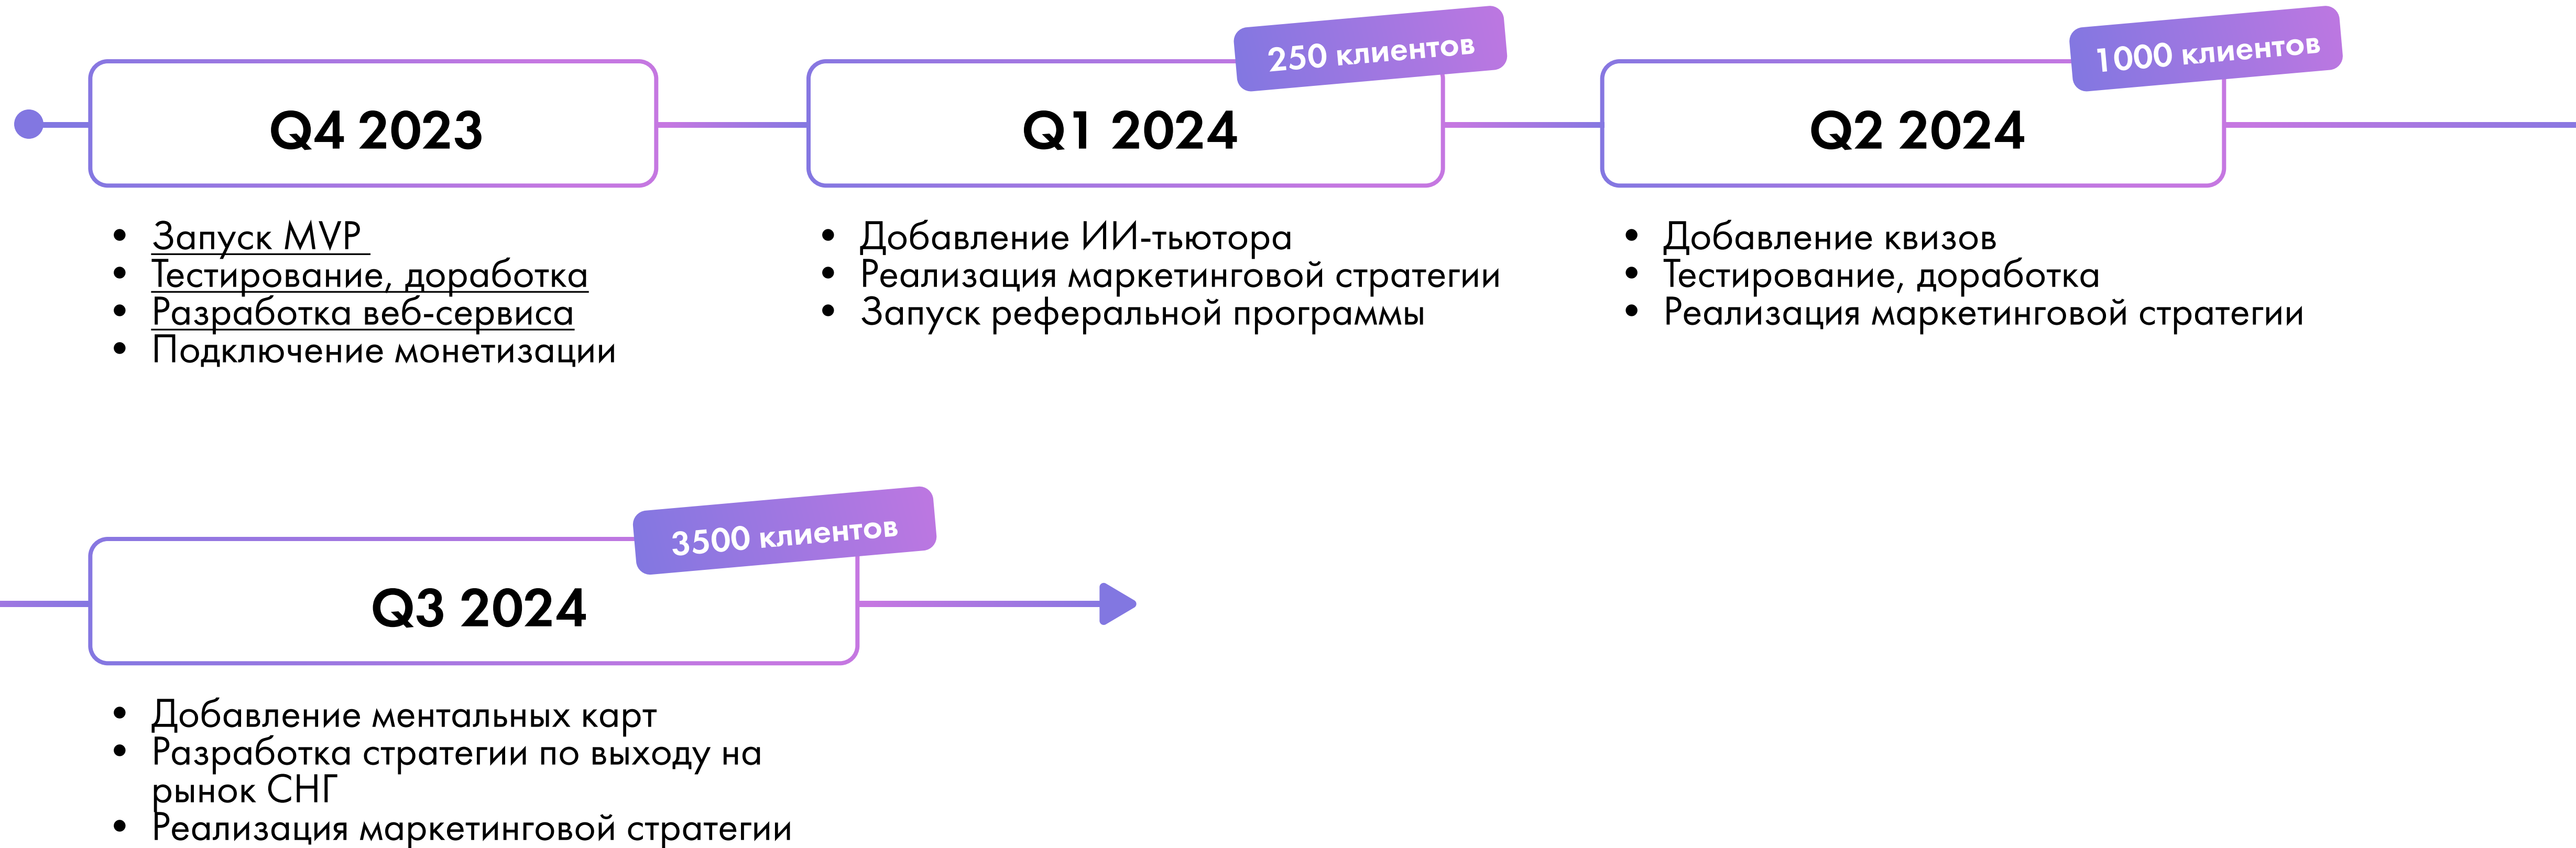 Q4 2023
• Запуск MVP
• Тестирование, доработка
• Разработка веб-сервиса
• Подключение монетизации
250 клиентов
Q1 2024
• Добавление ИИ-тьютора
• Реализация маркетинговой стратегии
• Запуск реферальной программы
1000 клиентов
Q2 2024
• Добавление квизов
• Тестирование, доработка
• Реализация маркетинговой стратегии
3500 клиентов
Q3 2024
• Добавление ментальных карт
• Разработка стратегии по выходу на
рынок СНГ
• Реализация маркетинговой стратегии